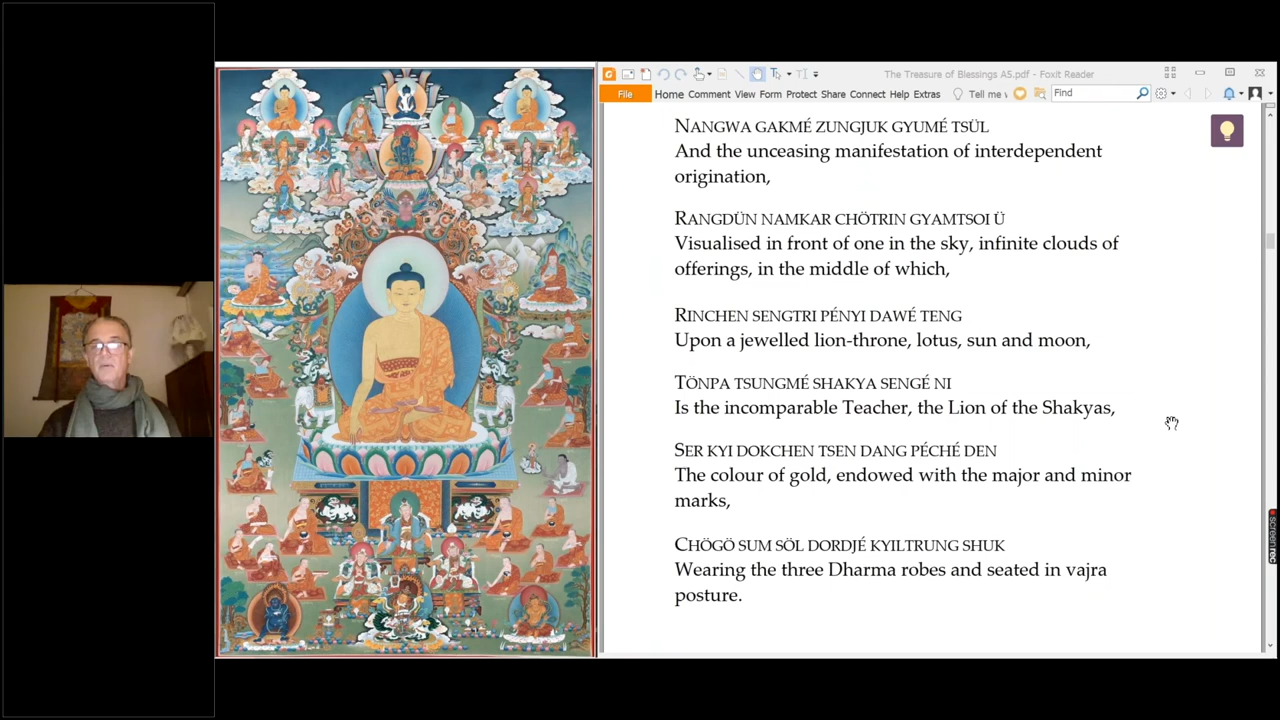 The Treasure of Blessings A5.pdf - Foxit Reader
File Home Comment View Form Protect Share Connect Help Extras Tell me Find
NANGWA GAKMÉ ZUNGJUK GYUMÉ TSÜL
And the unceasing manifestation of interdependent
origination,
RANGDÜN NAMKAR CHÖTRIN GYAMTSOI Ü
Visualised in front of one in the sky, infinite clouds of
offerings, in the middle of which,
RINCHEN SENGTRI PÉNYI DAWÉ TENG
Upon a jewelled lion-throne, lotus, sun and moon,
TÖNPA TSUNGMÉ SHAKYA SENGÉ NI
Is the incomparable Teacher, the Lion of the Shakyas,
SER KYI DOKCHEN TSEN DANG PÉCHÉ DEN
The colour of gold, endowed with the major and minor
marks,
CHÖGÖ SUM SÖL DORDJÉ KYILTRUNG SHUK
Wearing the three Dharma robes and seated in vajra
posture.
screenrec